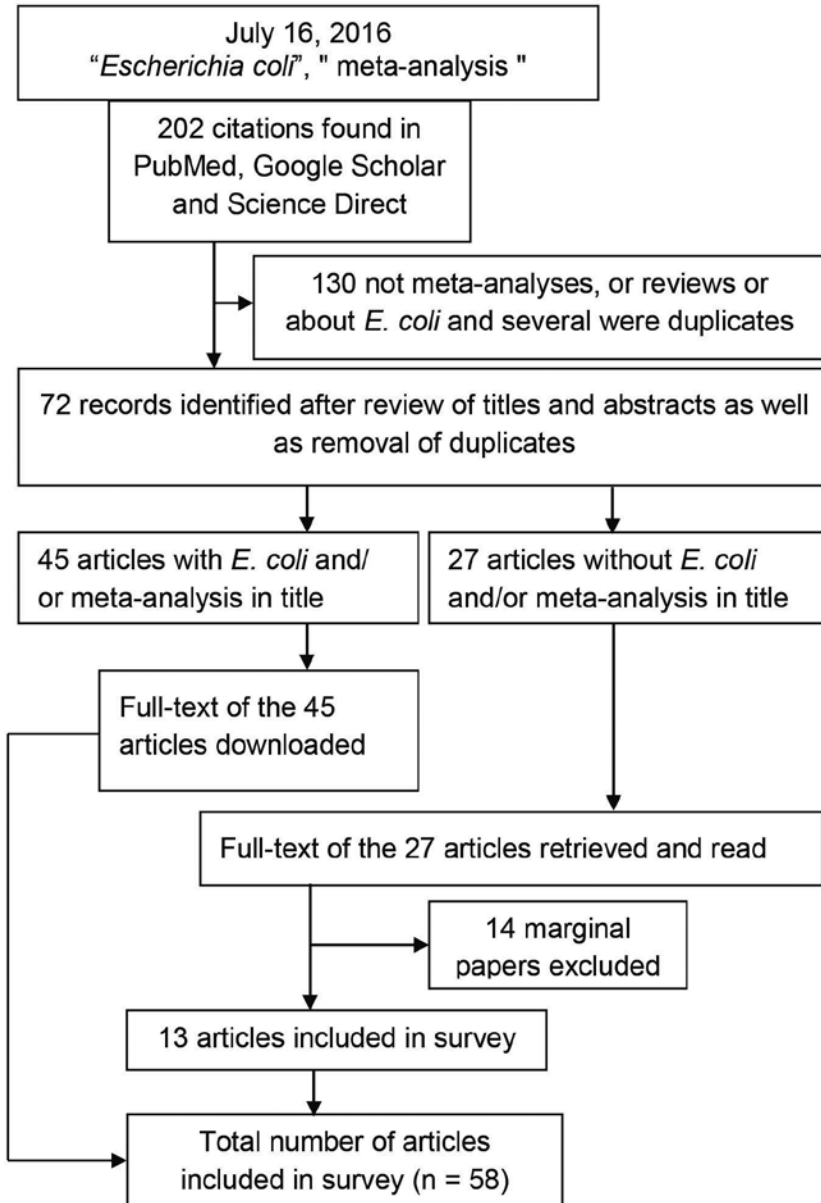 July 16, 2016
“Escherichia coli”, " meta-analysis "
202 citations found in
PubMed, Google Scholar
and Science Direct
130 not meta-analyses, or reviews or
about E. coli and several were duplicates
72 records identified after review of titles and abstracts as well
as removal of duplicates
45 articles with E. coli and/
or meta-analysis in title
27 articles without E. coli
and/or meta-analysis in title
Full-text of the 45
articles downloaded
Full-text of the 27 articles retrieved and read
14 marginal
papers excluded
13 articles included in survey
Total number of articles
included in survey (n = 58)